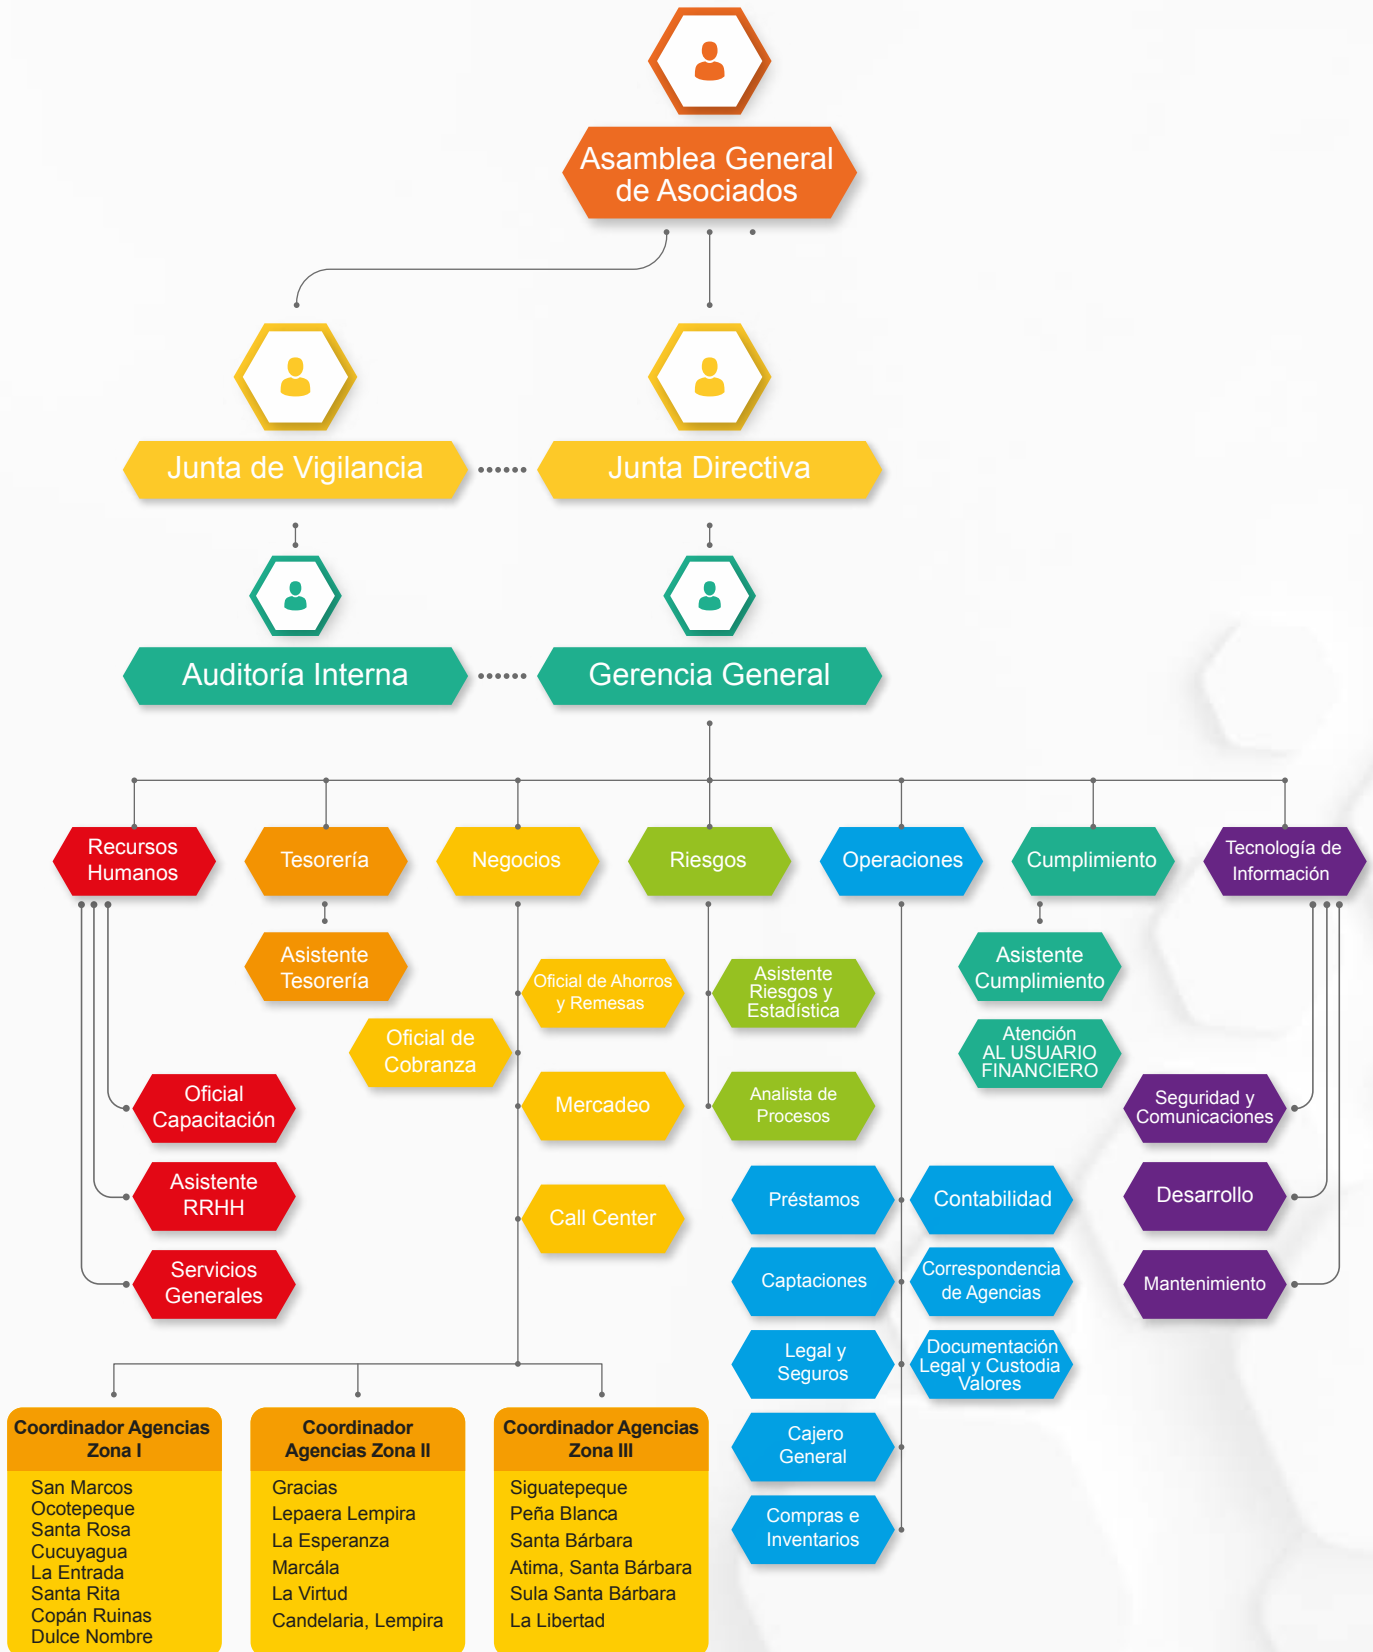 Asamblea General
de Asociados
Junta de Vigilancia
Junta Directiva
Auditoría Interna
Gerencia General
Recursos
Humanos
Tesorería
Negocios
Riesgos
Operaciones
Cumplimiento
Tecnología de
Información
Asistente
Tesorería
Oficial de Ahorros
y Remesas
Asistente
Riesgos y
Estadística
Asistente
Cumplimiento
Oficial de
Cobranza
Atención
AL USUARIO
FINANCIERO
Oficial
Capacitación
Mercadeo
Analista de
Procesos
Seguridad y
Comunicaciones
Asistente
RRHH
Call Center
Préstamos
Contabilidad
Desarrollo
Servicios
Generales
Captaciones
Correspondencia
de Agencias
Mantenimiento
Legal y
Seguros
Documentación
Legal y Custodia
Valores
Cajero
General
Compras e
Inventarios
Coordinador Agencias
Zona I
San Marcos
Ocotepeque
Santa Rosa
Cucuyagua
La Entrada
Santa Rita
Copán Ruinas
Dulce Nombre
Coordinador
Agencias Zona II
Gracias
Lepaera Lempira
La Esperanza
Marcála
La Virtud
Candelaria, Lempira
Coordinador Agencias
Zona III
Siguatepeque
Peña Blanca
Santa Bárbara
Atima, Santa Bárbara
Sula Santa Bárbara
La Libertad